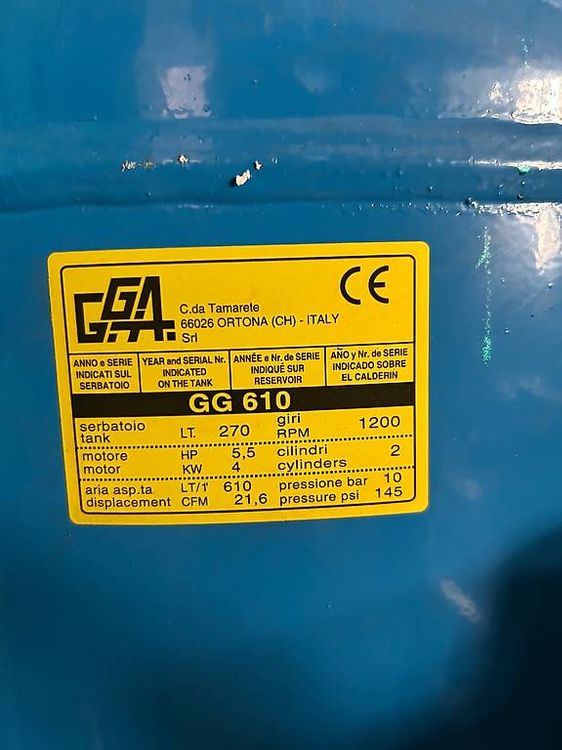 GGA
C.da Tamarete
66026 ORTONA (CH) - ITALY
Srl
CE
ANNO e SERIE
INDICATI SUL
SERBATOIO
YEAR and SERIAL Nr.
INDICATED
ON THE TANK
ANNÉE e Nr. de SERIE
INDIQUÉ SUR
RESERVOIR
AÑO y Nr. de SERIE
INDICADO SOBRE
EL CALDERIN
GG 610
serbatoio giri
tank LT. 270 RPM 1200
motore HP 5,5 cilindri
motor KW 4 cylinders 2
aria asp.ta LT/1' 610 pressione bar 10
displacement CFM 21,6 pressure psi 145